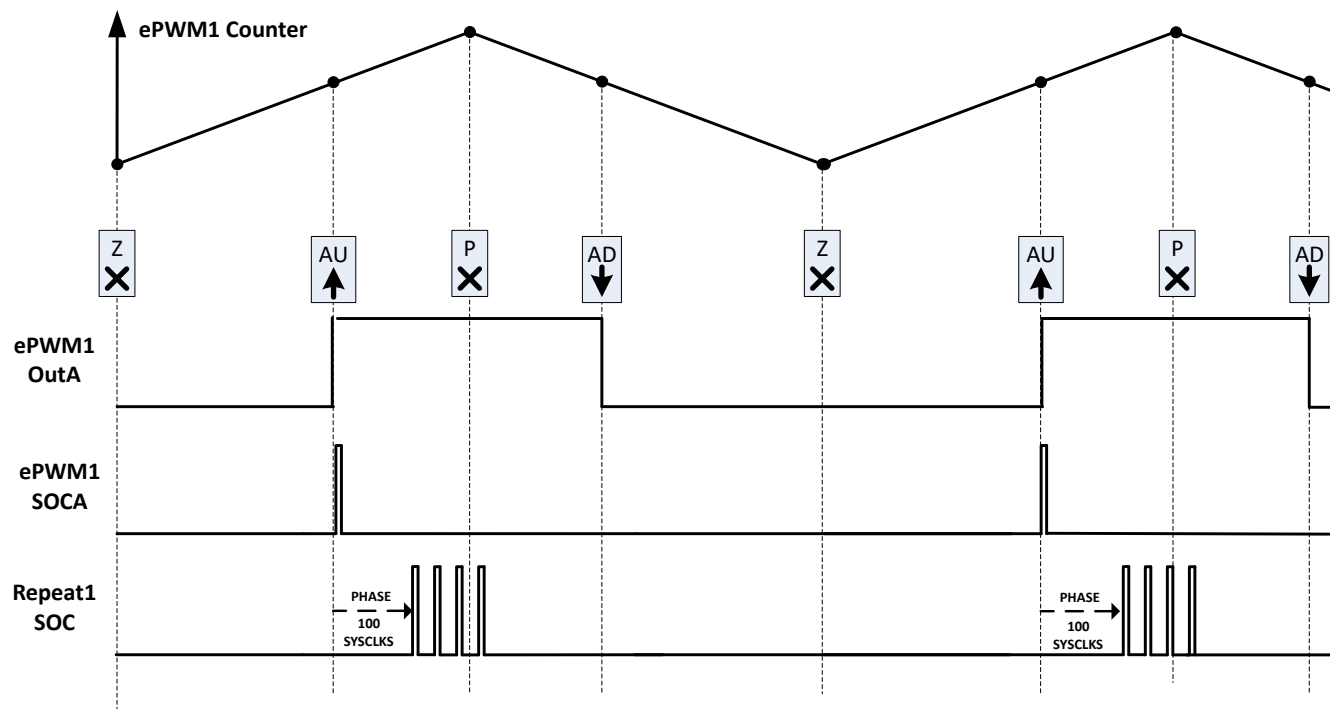 ePWM1 Counter
Z
AU
P
AD
Z
AU
P
AD
ePWM1
OutA
ePWM1
SOCA
Repeat1
SOC
PHASE
100
SYSCLKS
PHASE
100
SYSCLKS